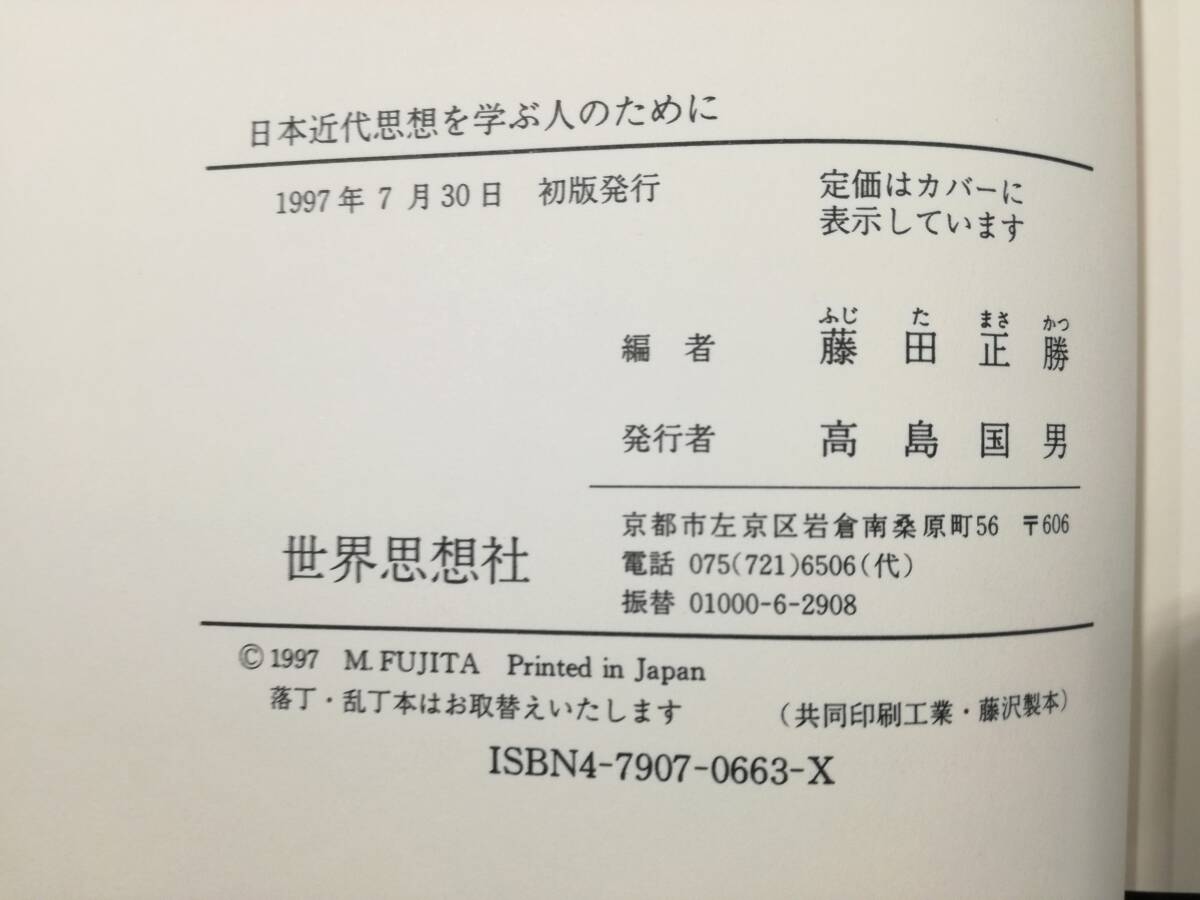 日本近代思想を学ぶ人のために
1997年7月30日 初版発行
定価はカバーに
表示しています
ふじ た まさ かつ
編者 藤田正勝
発行者 高島国男
世界思想社
京都市左京区岩倉南桑原町56 〒606
電話 075(721)6506(代)
振替 01000-6-2908
© 1997 M. FUJITA Printed in Japan
落丁・乱丁本はお取替えいたします
(共同印刷工業・藤沢製本)
ISBN4-7907-0663-X